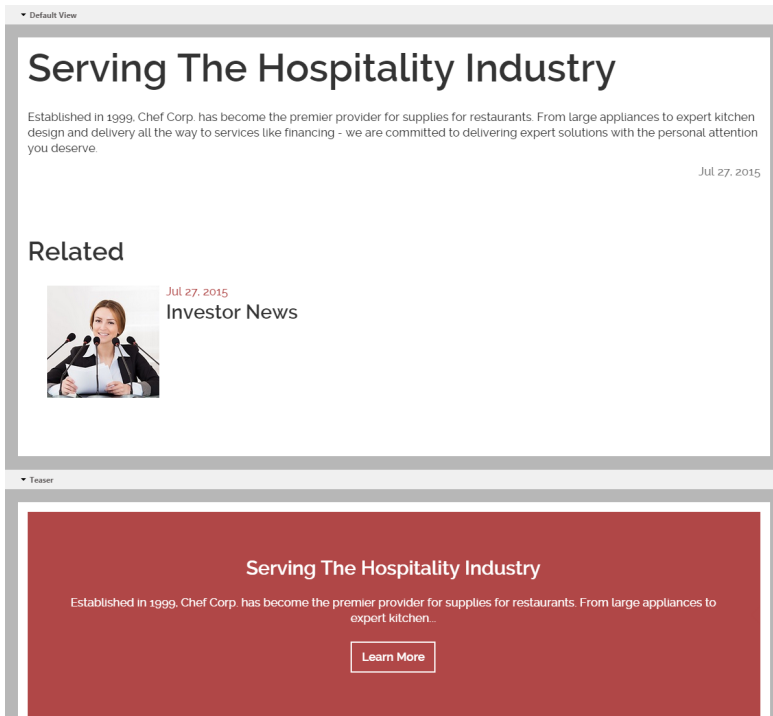 Default View
Serving The Hospitality Industry
Established in 1999, Chef Corp. has become the premier provider for supplies for restaurants. From large appliances to expert kitchen
design and delivery all the way to services like financing - we are committed to delivering expert solutions with the personal attention
you deserve.
Jul 27, 2015
Related
Jul 27, 2015
Investor News
Teaser
Serving The Hospitality Industry
Established in 1999, Chef Corp. has become the premier provider for supplies for restaurants. From large appliances to
expert kitchen...
Learn More